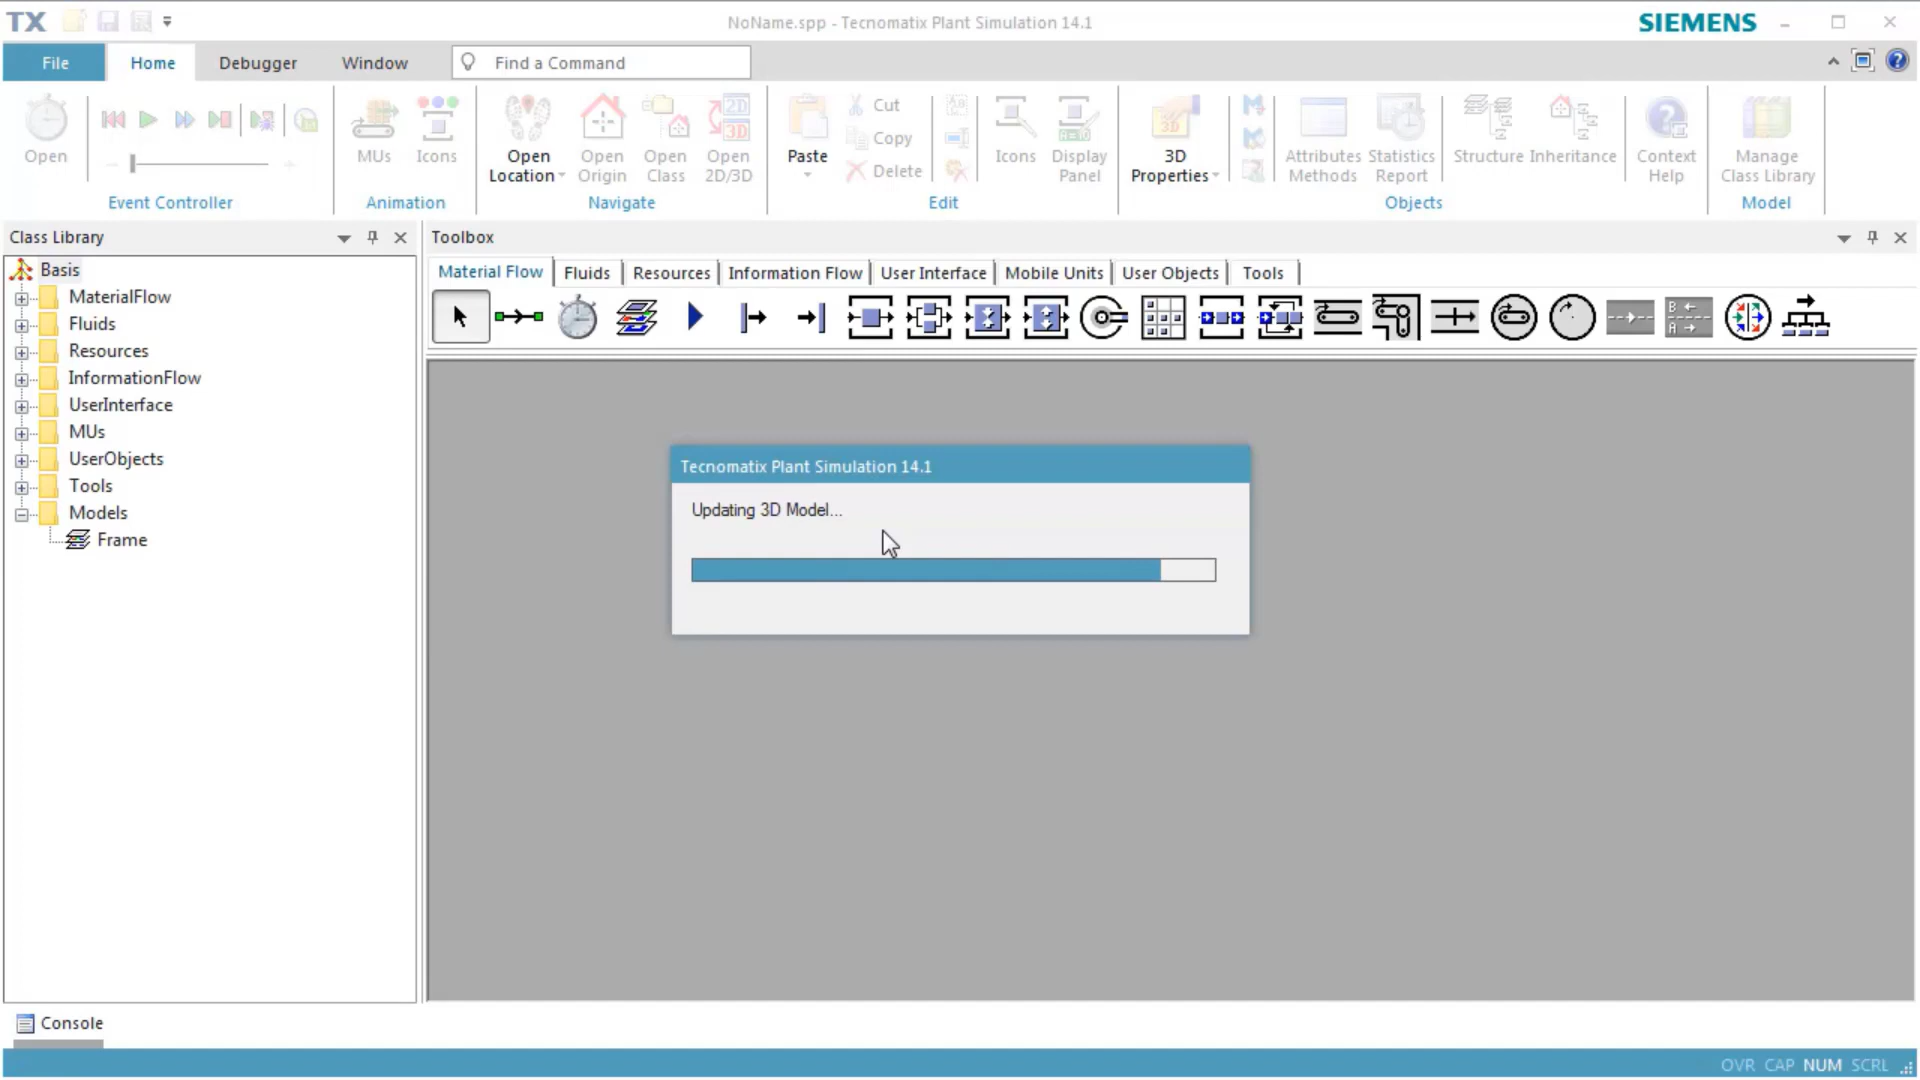 TX
NoName.spp - Tecnomatix Plant Simulation 14.1
SIEMENS
File
Home
Debugger
Window
Find a Command
Open
MUs
Icons
Open
Location
Open
Origin
Open
Class
Open
2D/3D
Paste
Cut
Copy
Delete
Icons
Display
Panel
3D
Properties
Attributes
Methods
Statistics
Report
Structure
Inheritance
Context
Help
Manage
Class Library
Event Controller
Animation
Navigate
Edit
Objects
Model
Class Library
Basis
MaterialFlow
Fluids
Resources
InformationFlow
UserInterface
MUs
UserObjects
Tools
Models
Frame
Toolbox
Material Flow
Fluids
Resources
Information Flow
User Interface
Mobile Units
User Objects
Tools
Tecnomatix Plant Simulation 14.1
Updating 3D Model...
Console
OVR CAP NUM SCRL